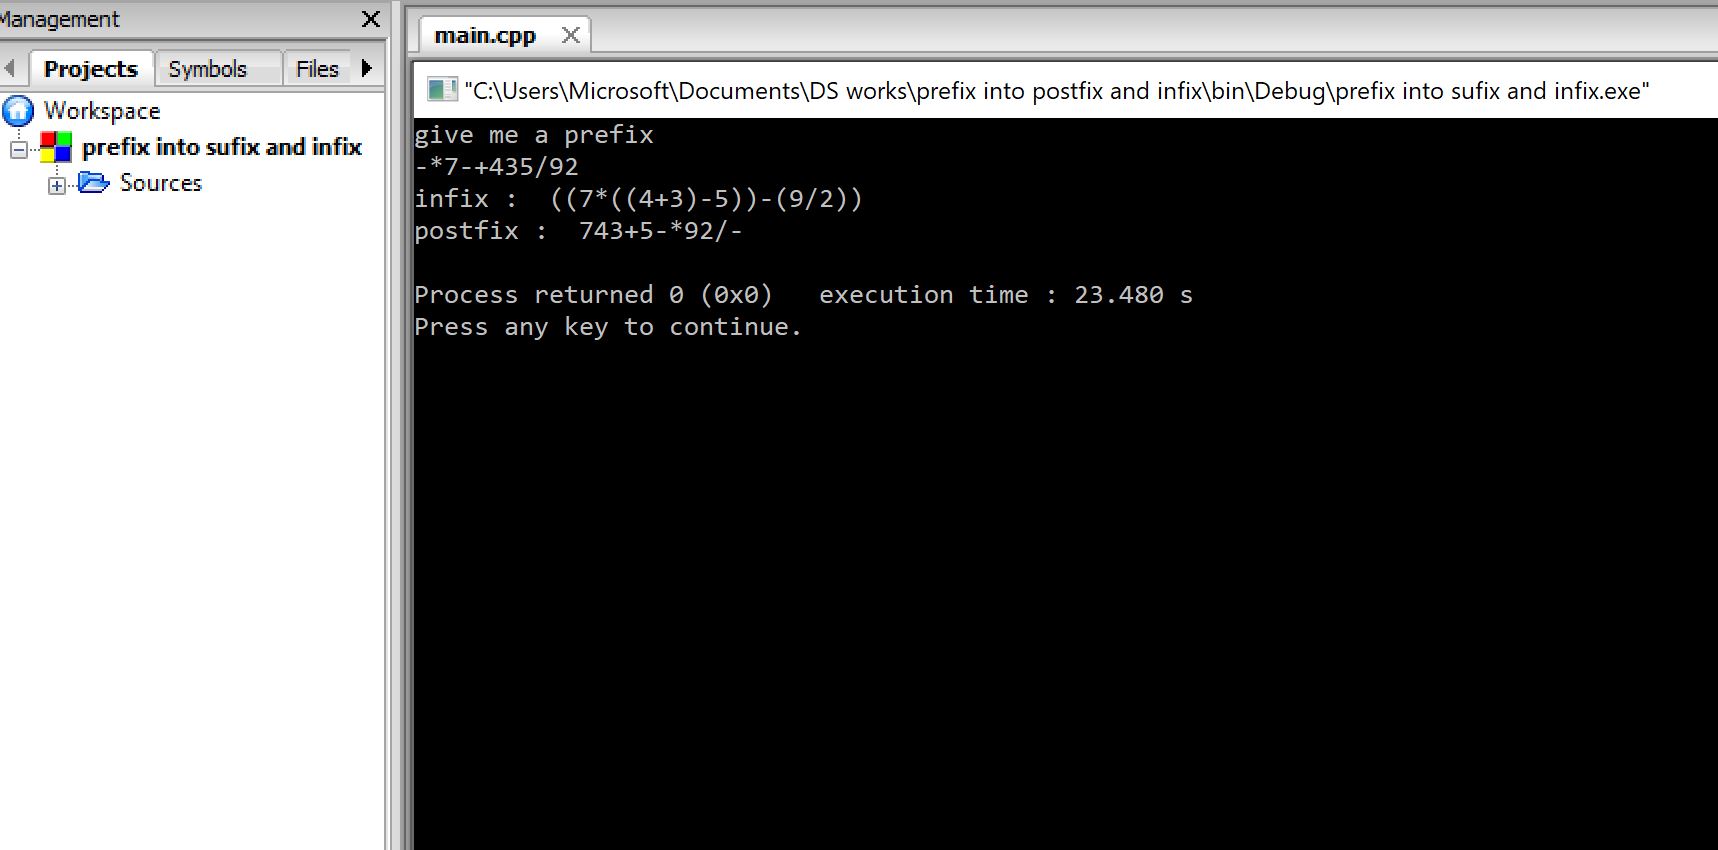 Management
Projects Symbols Files
Workspace
prefix into sufix and infix
Sources
main.cpp
"C:\Users\Microsoft\Documents\DS works\prefix into postfix and infix\bin\Debug\prefix into sufix and infix.exe"
give me a prefix
-*7-+435/92
infix :  ((7*((4+3)-5))-(9/2))
postfix :  743+5-*92/-
Process returned 0 (0x0)   execution time : 23.480 s
Press any key to continue.